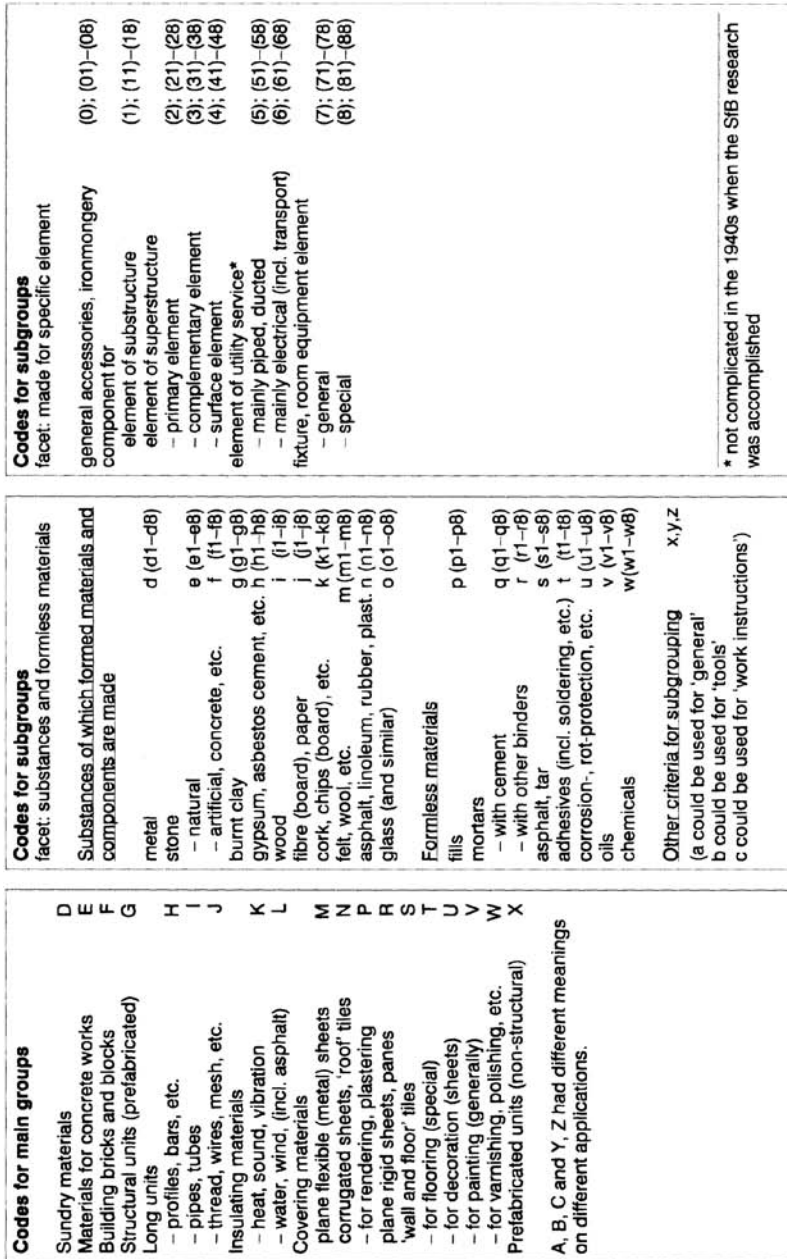 Codes for main groups
Sundry materials D
Materials for concrete works E
Building bricks and blocks F
Structural units (prefabricated) G
Long units
– profiles, bars, etc. H
– pipes, tubes I
– thread, wires, mesh, etc. J
Insulating materials
– heat, sound, vibration K
– water, wind, (incl. asphalt) L
Covering materials
plane flexible (metal) sheets M
corrugated sheets, 'roof' tiles N
– for rendering, plastering P
plane rigid sheets, panes R
'wall and floor' tiles S
– for flooring (special) T
– for decoration (sheets) U
– for painting (generally) V
– for varnishing, polishing, etc. W
Prefabricated units (non-structural) X
A, B, C and Y, Z had different meanings
on different applications.
Codes for subgroups
facet: substances and formless materials
Substances of which formed materials and
components are made
metal d (d1–d8)
stone
– natural e (e1–e8)
– artificial, concrete, etc. f (f1–f8)
burnt clay g (g1–g8)
gypsum, asbestos cement, etc. h (h1–h8)
wood i (i1–i8)
fibre (board), paper j (j1–j8)
cork, chips (board), etc. k (k1–k8)
felt, wool, etc. m (m1–m8)
asphalt, linoleum, rubber, plast. n (n1–n8)
glass (and similar) o (o1–o8)
Formless materials
fills p (p1–p8)
mortars
– with cement q (q1–q8)
– with other binders r (r1–r8)
asphalt, tar s (s1–s8)
adhesives (incl. soldering, etc.) t (t1–t8)
corrosion-, rot-protection, etc. u (u1–u8)
oils v (v1–v8)
chemicals w(w1–w8)
Other criteria for subgrouping x,y,z
(a could be used for 'general'
b could be used for 'tools'
c could be used for 'work instructions')
Codes for subgroups
facet: made for specific element
general accessories, ironmongery (0); (01)–(08)
component for
element of substructure (1); (11)–(18)
element of superstructure
– primary element (2); (21)–(28)
– complementary element (3); (31)–(38)
– surface element (4); (41)–(48)
element of utility service*
– mainly piped, ducted (5); (51)–(58)
– mainly electrical (incl. transport) (6); (61)–(68)
fixture, room equipment element
– general (7); (71)–(78)
– special (8); (81)–(88)
* not complicated in the 1940s when the SfB research
was accomplished